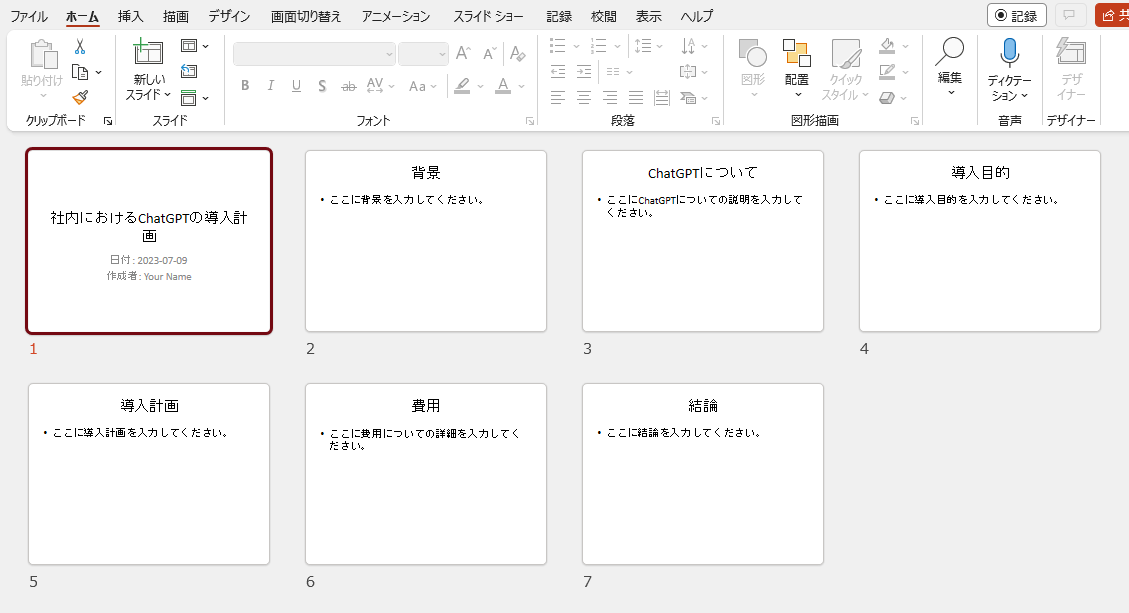 ファイル ホーム 挿入 描画 デザイン 画面切り替え アニメーション スライド ショー 記録 校閲 表示 ヘルプ 記録 共
貼り付け
新しい
スライド
B I U S ab AV Aa A
図形
配置
クイック
スタイル
編集
ディクテー
ション
デザ
イナー
クリップボード スライド フォント 段落 図形描画 音声 デザイナー
社内におけるChatGPTの導入計
画
日付: 2023-07-09
作成者: Your Name
1
背景
• ここに背景を入力してください。
2
ChatGPTについて
• ここにChatGPTについての説明を入力して
ください。
3
導入目的
• ここに導入目的を入力してください。
4
導入計画
• ここに導入計画を入力してください。
5
費用
• ここに費用についての詳細を入力してく
ださい。
6
結論
• ここに結論を入力してください。
7